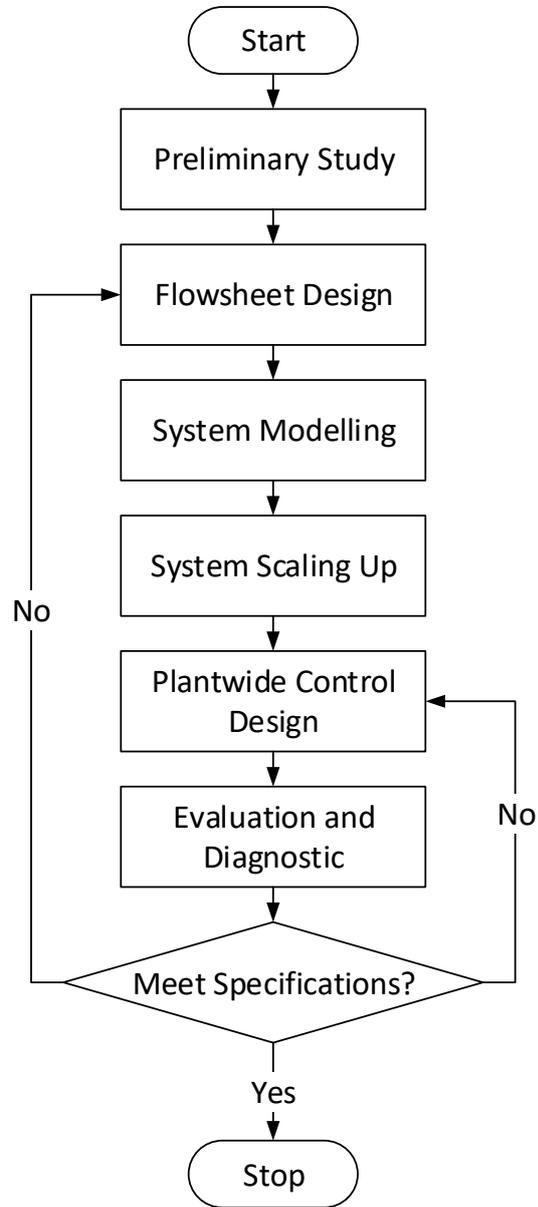 Start
Preliminary Study
Flowsheet Design
System Modelling
System Scaling Up
No
Plantwide Control
Design
No
Evaluation and
Diagnostic
Meet Specifications?
Yes
Stop